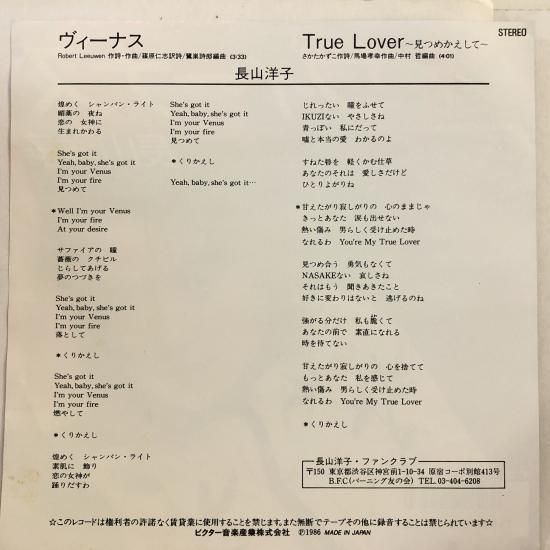 ヴィーナス
Robert Leeuwen 作詩・作曲/篠原仁志訳詩/鷺巣詩郎編曲 (3:33)
True Lover〜見つめかえして〜
さかたかずこ作詩/馬場孝幸作曲/中村 哲編曲 (4:01)
STEREO
長山洋子
煌めく シャンパン・ライト
媚薬の 夜ね
恋の 女神に
生まれかわる
She's got it
Yeah, baby, she's got it
I'm your Venus
I'm your fire
見つめて
*Well I'm your Venus
I'm your fire
At your desire
サファイアの 瞳
薔薇の クチビル
じらしてあげる
夢のつづきを
She's got it
Yeah, baby, she's got it
I'm your Venus
I'm your fire
落として
*くりかえし
She's got it
Yeah, baby, she's got it
I'm your Venus
I'm your fire
燃やして
*くりかえし
煌めく シャンパン・ライト
素肌に 飾り
恋の女神が
踊りだすわ
She's got it
Yeah, baby, she's got it
I'm your Venus
I'm your fire
見つめて
*くりかえし
Yeah, baby, she's got it…
じれったい 瞳をふせて
IKUZIない やさしさね
青っぽい 私にだって
嘘と本当の愛 わかるのよ
すねた唇を 軽くかむ仕草
あなたのそれは 愛しさだけど
ひとりよがりね
*甘えたがり寂しがりの 心のままじゃ
きっとあなた 涙も出せない
熱い傷み 男らしく受け止めた時
なれるわ You're My True Lover
見つめ合う 勇気もなくて
NASAKEない 哀しさね
それはもう 聞きあきたこと
好きに変わりはないと 逃げるのね
強がる分だけ 私も脆くて
あなたの前で 素直になれる
時を待てない
甘えたがり寂しがりの 心を捨てて
もっとあなた 私を感じて
熱い傷み 男らしく受け止めた時
なれるわ You're My True Lover
*くりかえし
長山洋子・ファンクラブ
〒150 東京都渋谷区神宮前1-10-34 原宿コーポ別館413号
B.F.C(バーニング友の会) TEL.03-404-6208
☆このレコードは権利者の許諾なく賃貸業に使用することを禁じます。また無断でテープその他に録音することは禁じられています☆
ビクター音楽産業株式会社 ℗1986 MADE IN JAPAN